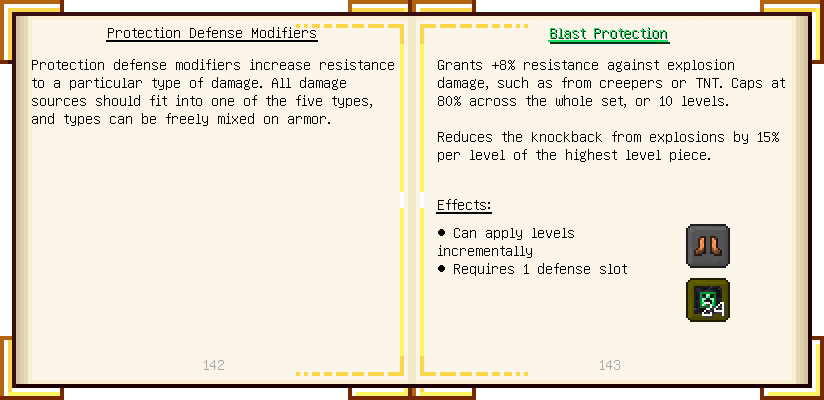 Protection Defense Modifiers
Protection defense modifiers increase resistance
to a particular type of damage. All damage
sources should fit into one of the five types,
and types can be freely mixed on armor.
142
Blast Protection
Grants +8% resistance against explosion
damage, such as from creepers or TNT. Caps at
80% across the whole set, or 10 levels.
Reduces the knockback from explosions by 15%
per level of the highest level piece.
Effects:
● Can apply levels
incrementally
● Requires 1 defense slot
24
143